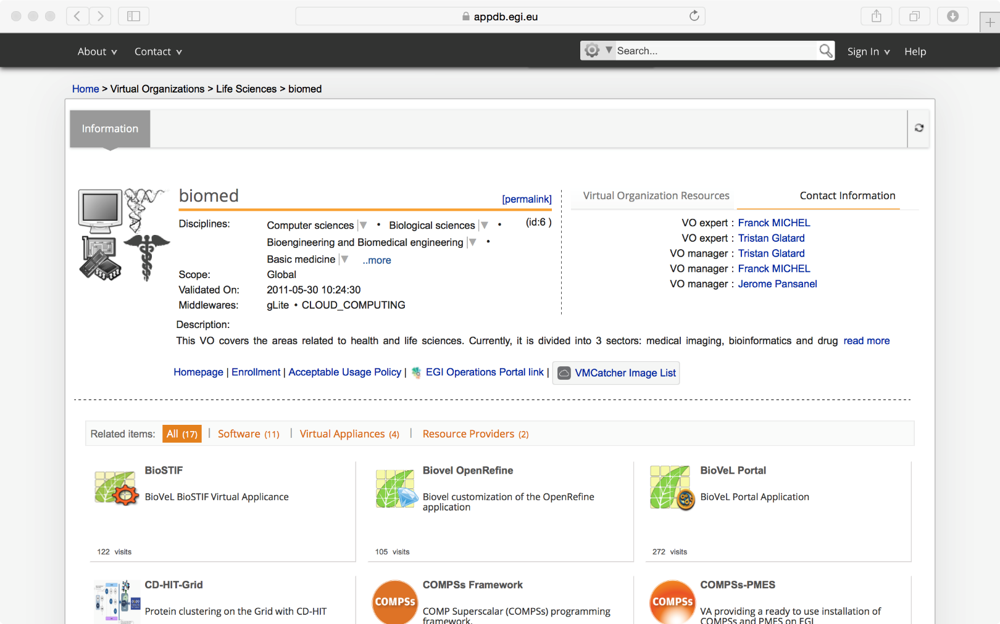 appdb.egi.eu
About Contact Search... Sign In Help
Home > Virtual Organizations > Life Sciences > biomed
Information
biomed [permalink]
(id:6 )
Disciplines: Computer sciences • Biological sciences •
Bioengineering and Biomedical engineering •
Basic medicine ..more
Scope: Global
Validated On: 2011-05-30 10:24:30
Middlewares: gLite • CLOUD_COMPUTING
Virtual Organization Resources Contact Information
VO expert : Franck MICHEL
VO expert : Tristan Glatard
VO manager : Tristan Glatard
VO manager : Franck MICHEL
VO manager : Jerome Pansanel
Description:
This VO covers the areas related to health and life sciences. Currently, it is divided into 3 sectors: medical imaging, bioinformatics and drug read more
Homepage | Enrollment | Acceptable Usage Policy | EGI Operations Portal link | VMCatcher Image List
Related items: All (17) | Software (11) | Virtual Appliances (4) | Resource Providers (2)
BioSTIF
BioVeL BioSTIF Virtual Applicance
122 visits
Biovel OpenRefine
Biovel customization of the OpenRefine
application
105 visits
BioVeL Portal
BioVeL Portal Application
272 visits
CD-HIT-Grid
Protein clustering on the Grid with CD-HIT
COMPSs
COMPSs Framework
COMP Superscalar (COMPSs) programming
framework.
COMPSs
COMPSs-PMES
VA providing a ready to use installation of
COMPSs and PMES on EGI